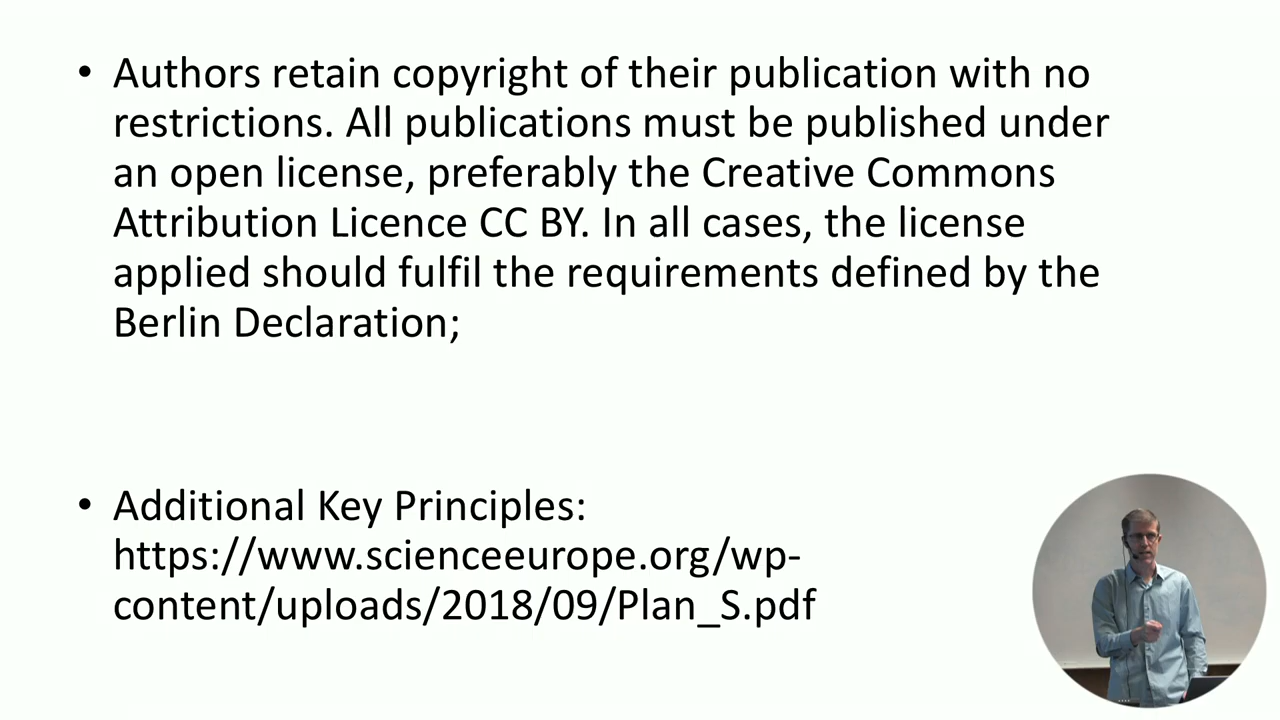 • Authors retain copyright of their publication with no
restrictions. All publications must be published under
an open license, preferably the Creative Commons
Attribution Licence CC BY. In all cases, the license
applied should fulfil the requirements defined by the
Berlin Declaration;
• Additional Key Principles:
https://www.scienceeurope.org/wp-
content/uploads/2018/09/Plan_S.pdf